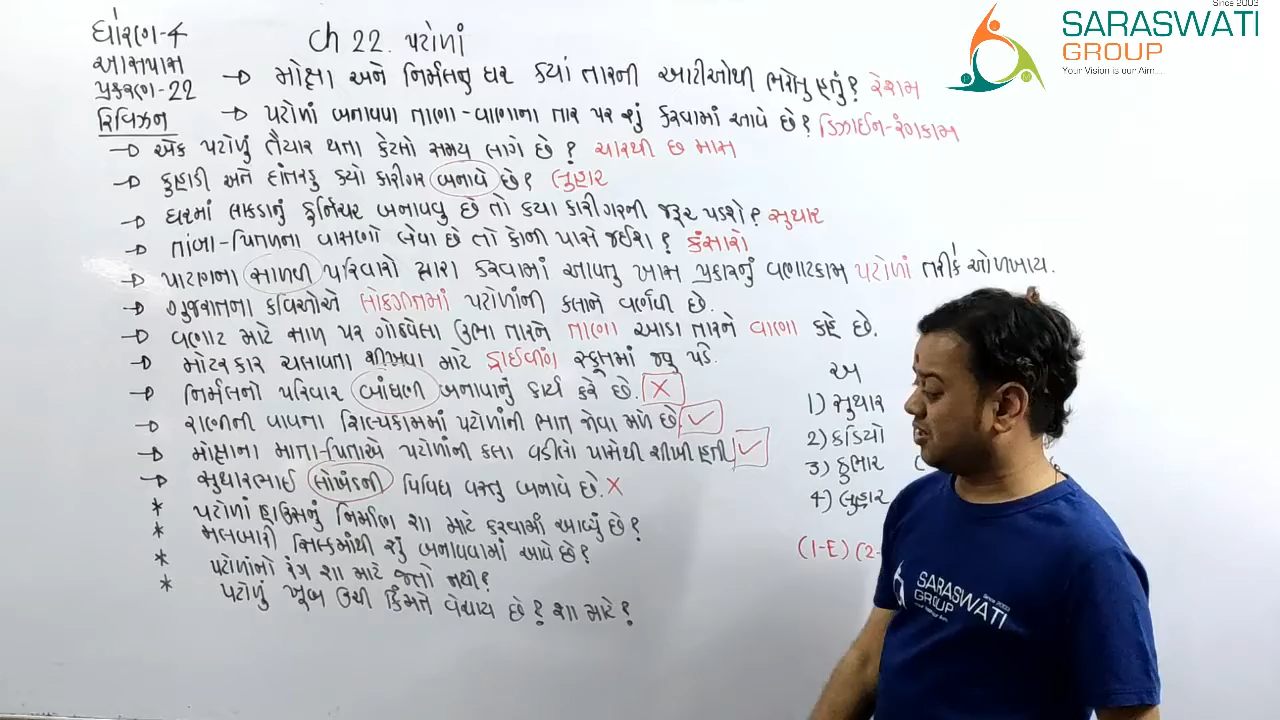 ધોરણ-4
આસપાસ
પ્રકરણ-22
રિવિઝન
Ch 22. પટોળાં
→ મોક્ષા અને નિર્મલનું ઘર ક્યાં તારની આટીઓથી ભરેલુ હતું? રેશમ
→ પટોળાં બનાવવા તાણા-વાણાના તાર પર શું કરવામાં આવે છે? ડિઝાઈન-રંગકામ
→ એક પટોળું તૈયાર થતા કેટલો સમય લાગે છે? ચારથી છ માસ
→ કુહાડી અને દાંતરડુ ક્યો કારીગર બનાવે છે? લુહાર
→ ઘરમાં લાકડાનું ફર્નિચર બનાવવુ છે તો કયા કારીગરની જરૂર પડશે? સુથાર
→ તાંબા-પિતળના વાસણો લેવા છે તો કોની પાસે જઈશ? કંસારો
→ પાટણના સાળવી પરિવારો દ્વારા કરવામાં આવતુ ખાસ પ્રકારનું વણાટકામ પટોળાં તરીકે ઓળખાય.
→ ગુજરાતના કવિઓએ લોકગીતમાં પટોળાંની કલાને વર્ણવી છે.
→ વણાટ માટે સાળ પર ગોઠવેલા ઉભા તારને તાણા આડા તારને વાણા કહે છે.
→ મોટરકાર ચલાવતા શીખવા માટે ડ્રાઈવીંગ સ્કૂલમાં જવુ પડે.
→ નિર્મલનો પરિવાર બાંધણી બનાવવાનું કાર્ય કરે છે. X
→ રાણીની વાવના શિલ્પકામમાં પટોળાંની ભાત જોવા મળે છે ✓
→ મોક્ષાના માતા-પિતાએ પટોળાંની કલા વડીલો પાસેથી શીખી હતી ✓
→ સુથારભાઈ લોખંડની વિવિધ વસ્તુ બનાવે છે. X
* પટોળાં હાઉસનું નિર્માણ શા માટે કરવામાં આવ્યું છે?
* મલબારી સિલ્કમાંથી શું બનાવવામાં આવે છે?
* પટોળાંનો રંગ શા માટે જતો નથી?
* પટોળું ખૂબ ઉંચી કિંમતે વેચાય છે? શા માટે?
અ
1) સુથાર
2) કડિયો
3) કુંભાર
4) લુહાર
(1-E) (2-
Since 2003
SARASWATI
GROUP
Your Vision is our Aim...
SARASWATI
GROUP
Since 2003